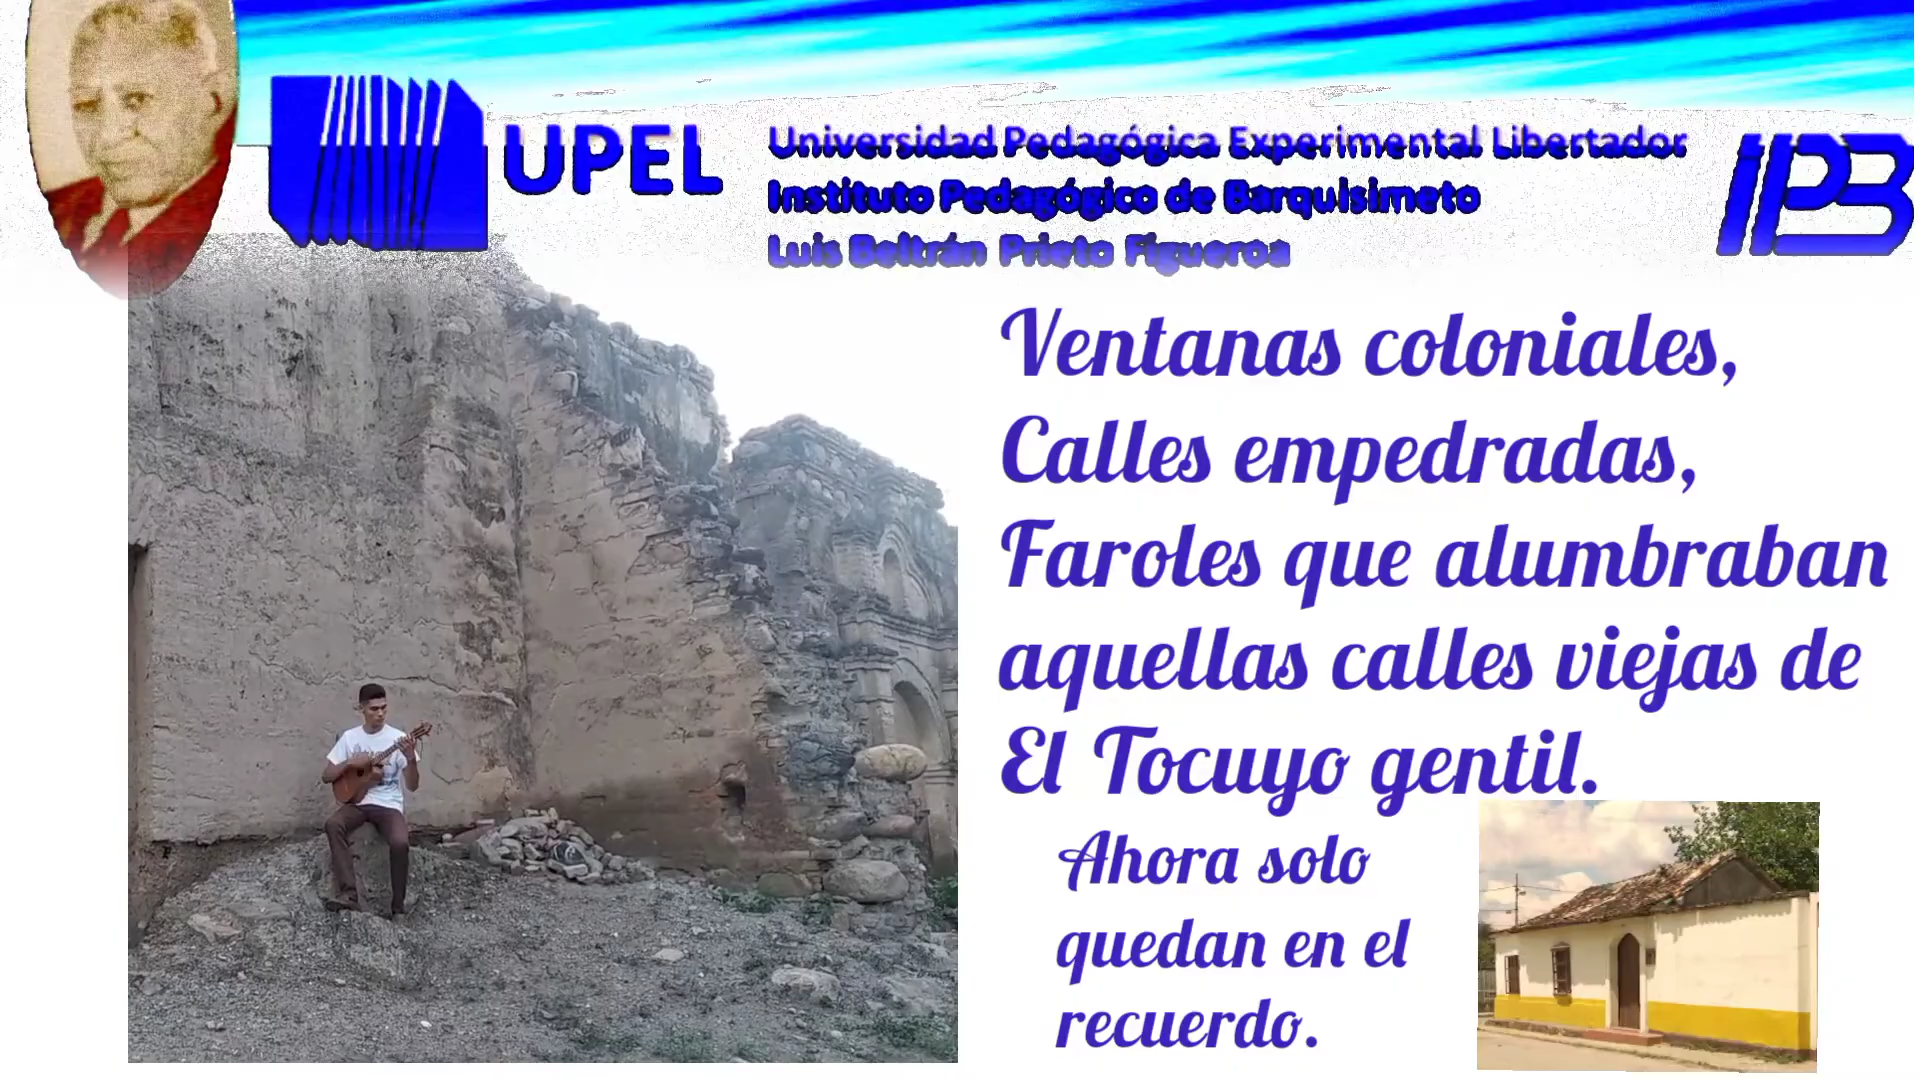 UPEL
Universidad Pedagógica Experimental Libertador
Instituto Pedagógico de Barquisimeto
Luis Beltrán Prieto Figueroa
IPB
Ventanas coloniales,
Calles empedradas,
Faroles que alumbraban
aquellas calles viejas de
El Tocuyo gentil.
Ahora solo
quedan en el
recuerdo.